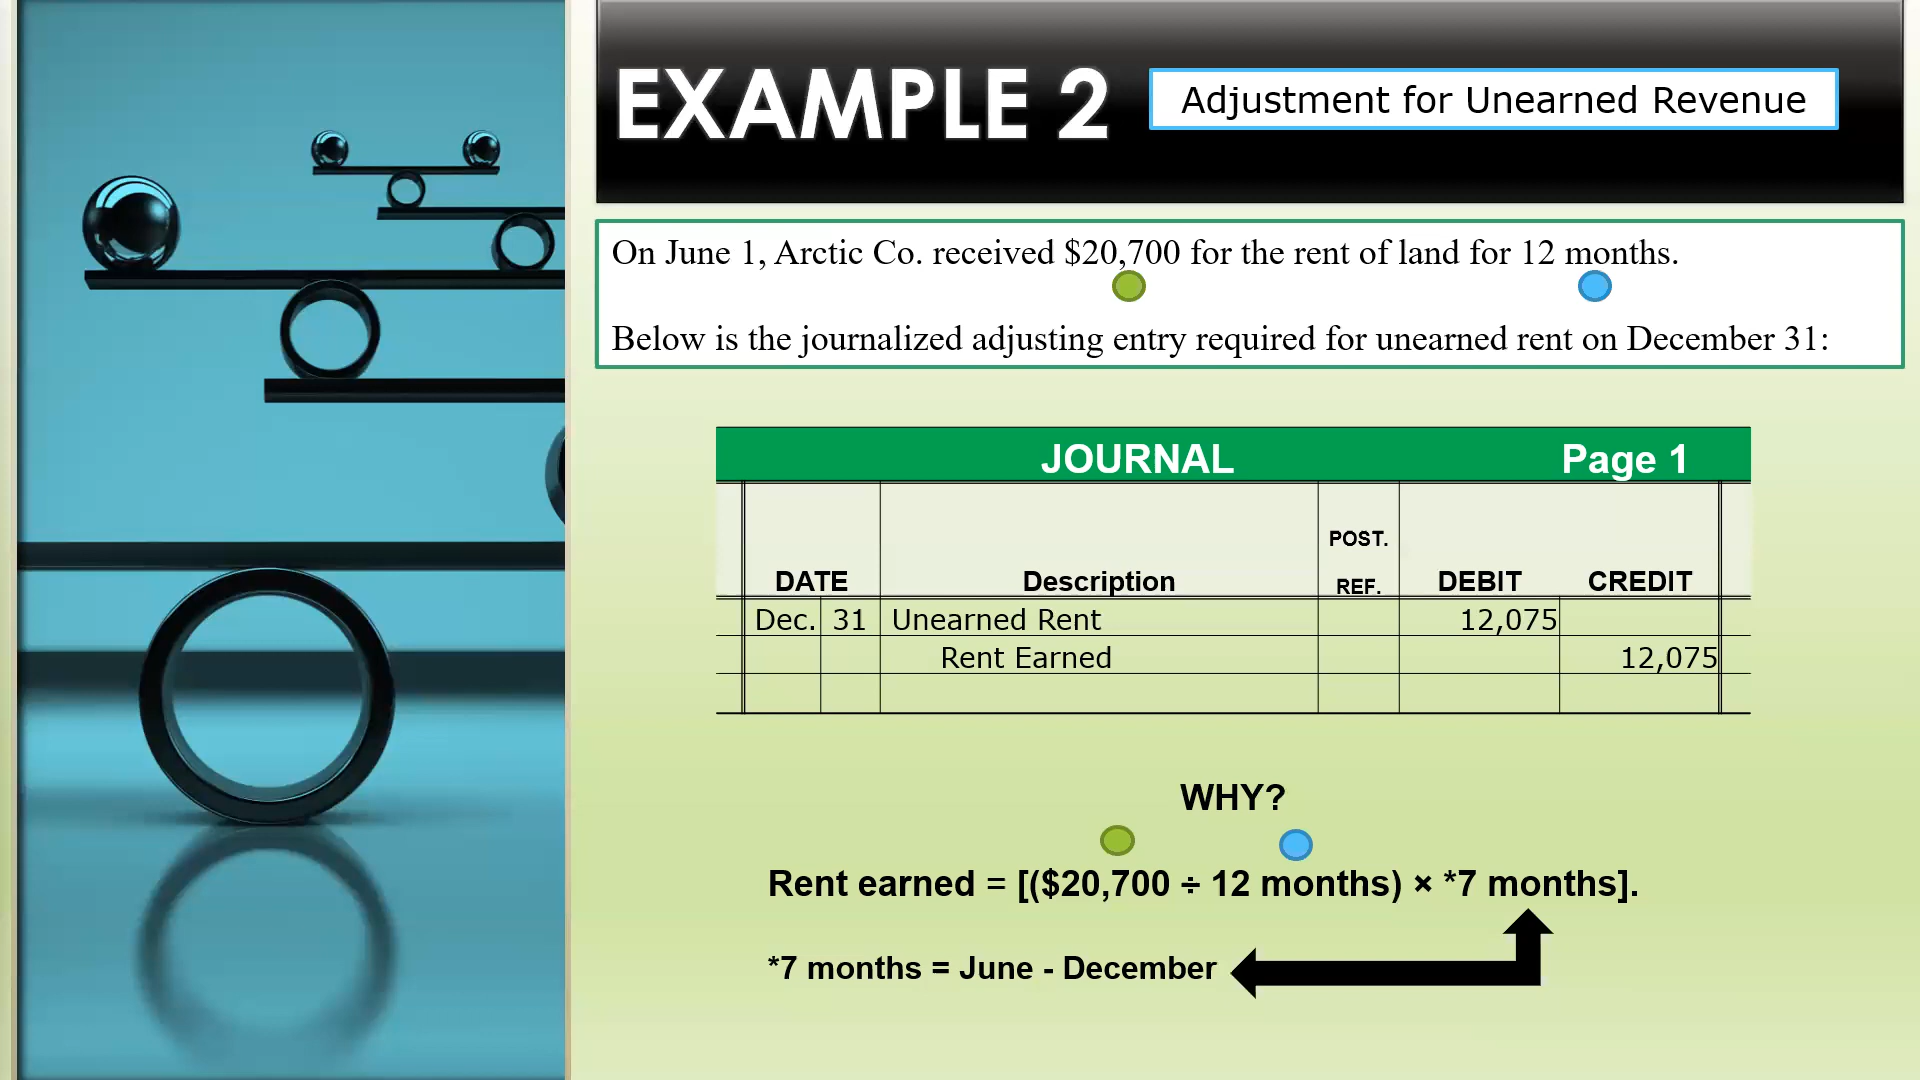 EXAMPLE 2
Adjustment for Unearned Revenue
On June 1, Arctic Co. received $20,700 for the rent of land for 12 months.
Below is the journalized adjusting entry required for unearned rent on December 31:
JOURNAL Page 1
POST.
DATE Description REF. DEBIT CREDIT
Dec. 31 Unearned Rent 12,075
Rent Earned 12,075
WHY?
Rent earned = [($20,700 ÷ 12 months) × *7 months].
*7 months = June - December